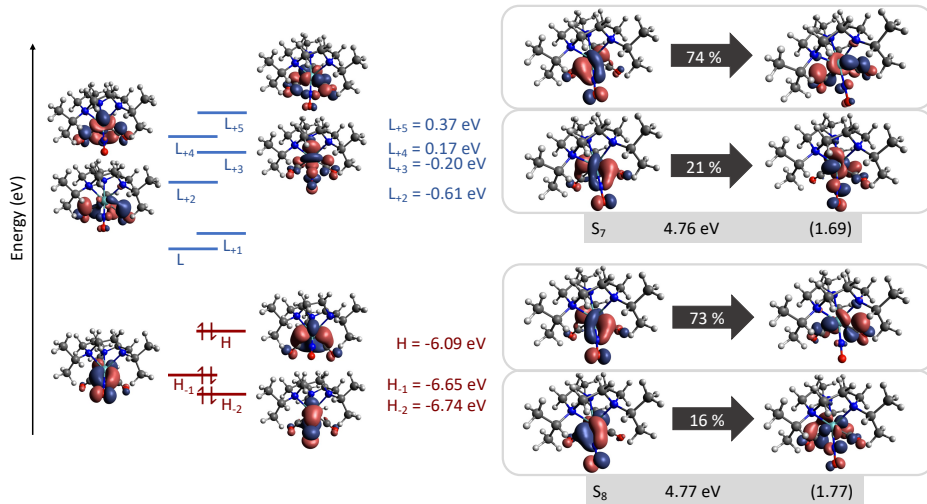 Energy (eV)
L+5
L+4
L+3
L+2
L+1
L
H
H-1
H-2
L+5 = 0.37 eV
L+4 = 0.17 eV
L+3 = -0.20 eV
L+2 = -0.61 eV
H = -6.09 eV
H-1 = -6.65 eV
H-2 = -6.74 eV
74 %
21 %
S7 4.76 eV (1.69)
73 %
16 %
S8 4.77 eV (1.77)